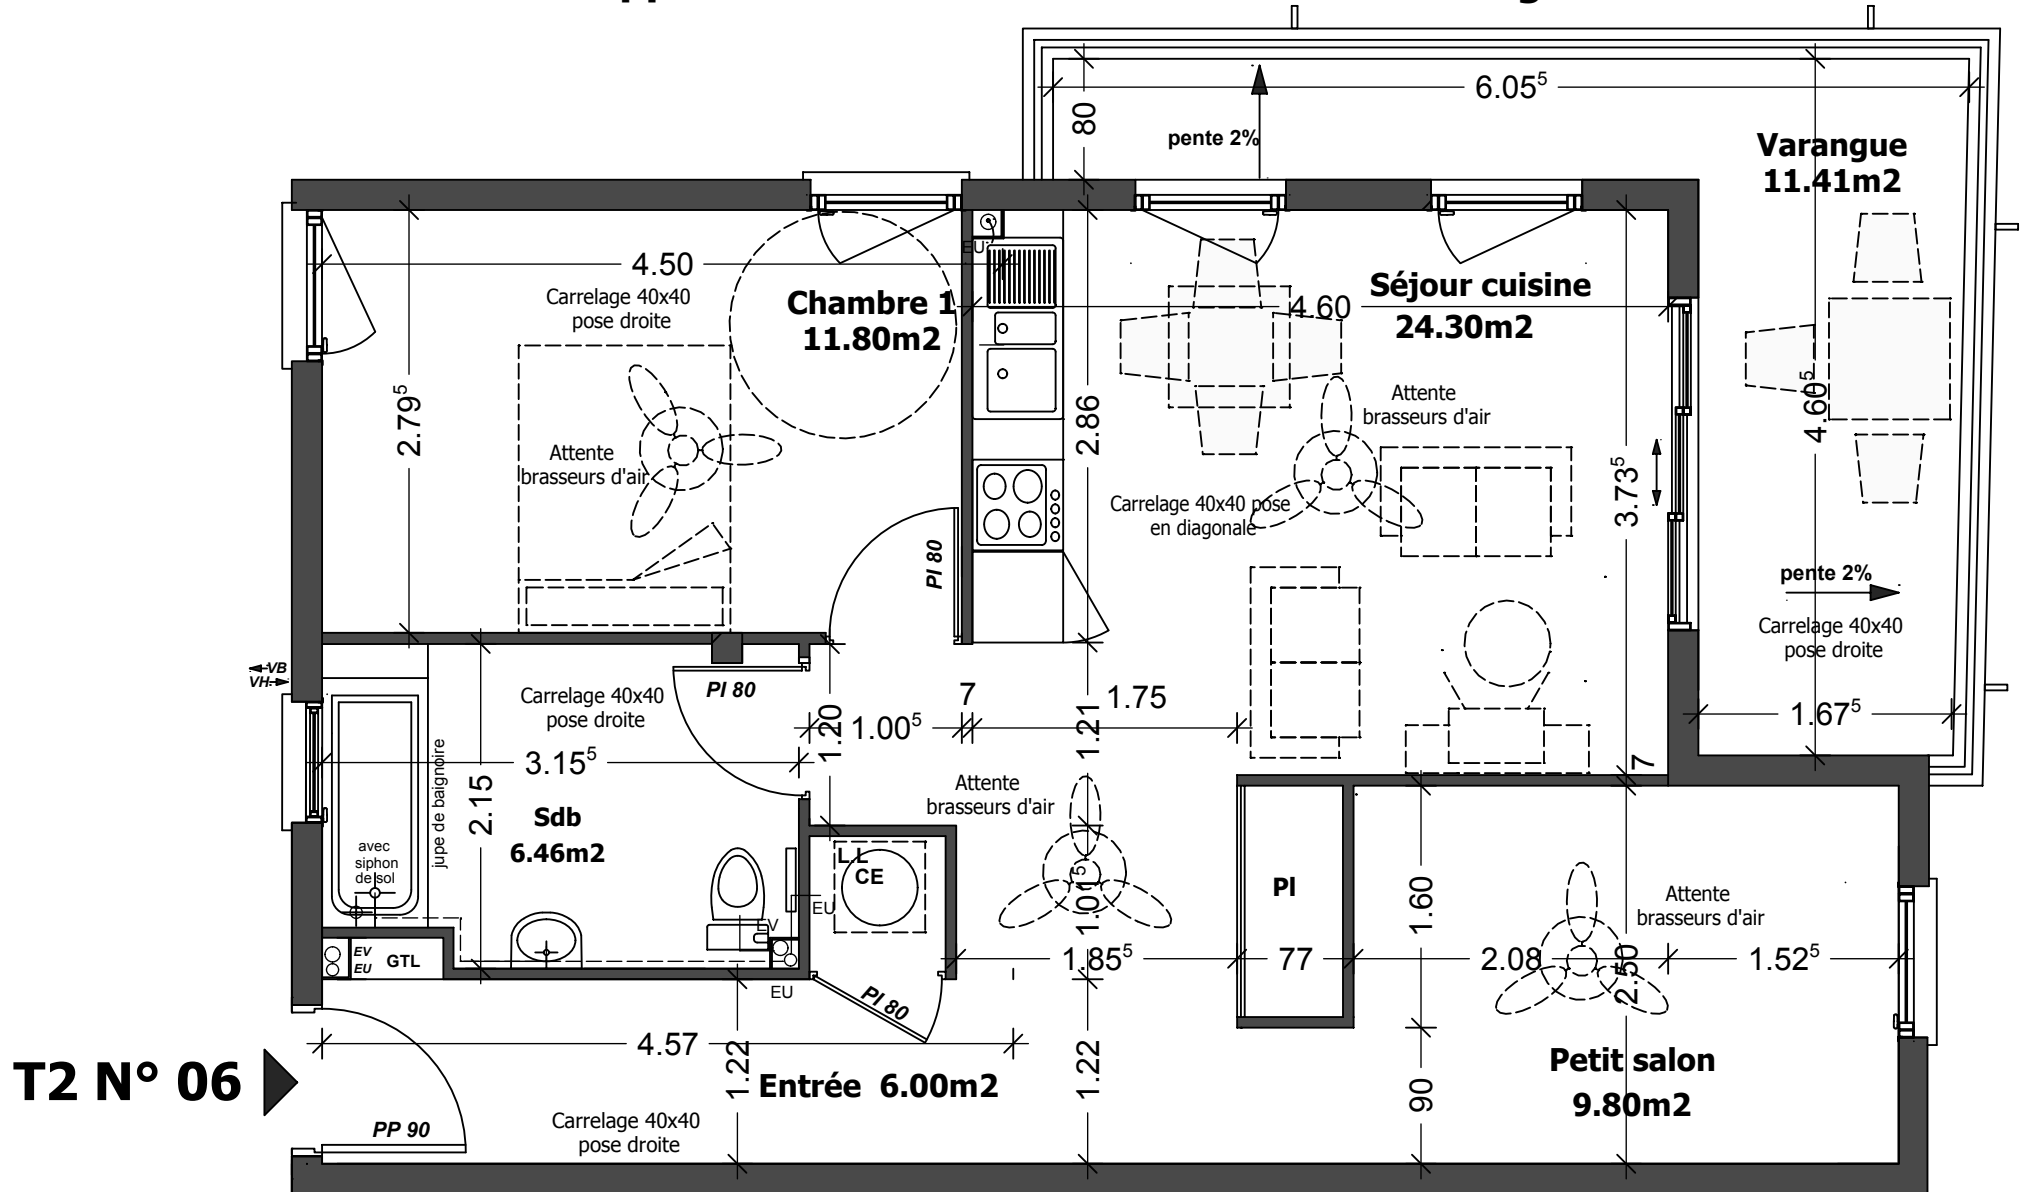 6.05⁵
80
pente 2%
Varangue
11.41m2
4.50
Carrelage 40x40
pose droite
Chambre 1
11.80m2
EU
4.60
Séjour cuisine
24.30m2
2.79⁵
Attente
brasseurs d'air
2.86
Attente
brasseurs d'air
4.60⁵
Carrelage 40x40 pose
en diagonale
3.73⁵
PI 80
pente 2%
Carrelage 40x40
pose droite
VB
VH
Carrelage 40x40
pose droite
PI 80
7
1.75
1.20
1.00⁵
1.21
1.67⁵
3.15⁵
7
jupe de baignoire
2.15
Sdb
6.46m2
Attente
brasseurs d'air
avec
siphon
de sol
L.L
CE
EU
EV
1.01⁵
Pl
1.60
Attente
brasseurs d'air
EV
EU
GTL
1.85⁵
77
2.08
2.50
1.52⁵
EU
PI 80
4.57
1.22
1.22
90
T2 N° 06
Entrée 6.00m2
Petit salon
9.80m2
PP 90
Carrelage 40x40
pose droite